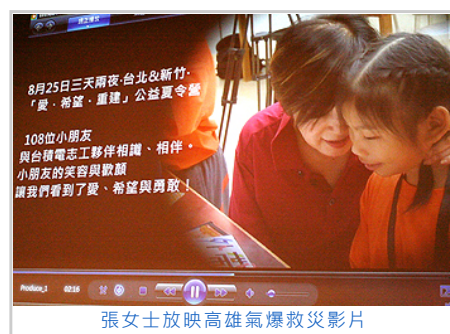 8月25日三天兩夜‧台北&新竹‧
「愛‧希望‧重建」公益夏令營
108位小朋友
與台積電志工夥伴相識、相伴。
小朋友的笑容與歡顏
讓我們看到了愛、希望與勇敢!
Produce_1 02:16
張女士放映高雄氣爆救災影片